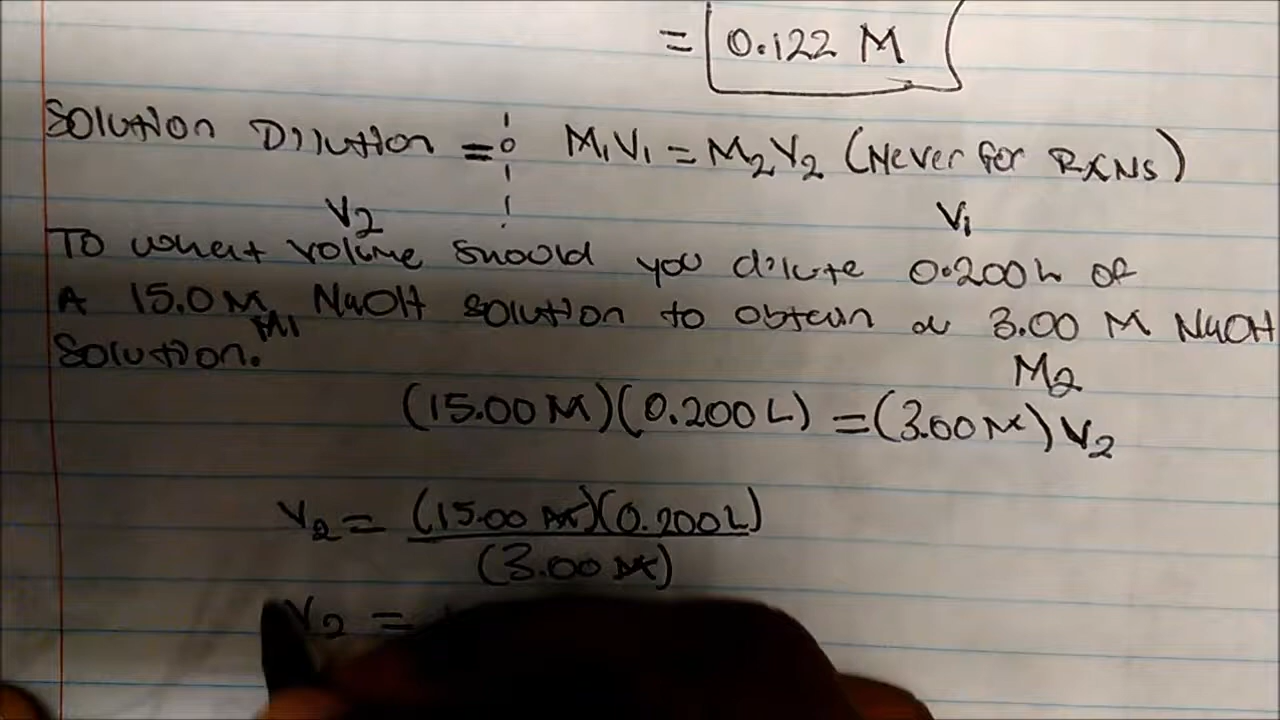 = 0.122 M
Solution Dilution = M₁V₁ = M₂V₂ (Never for RXNS)
V₂ V₁
To what volume should you dilute 0.200L of
A 15.0 M NaOH solution to obtain a 3.00 M NaOH
M₁
Solution.
M₂
(15.00 M)(0.200 L) = (3.00 M) V₂
V₂ = (15.00 M)(0.200L)
(3.00 M)
V₂ =